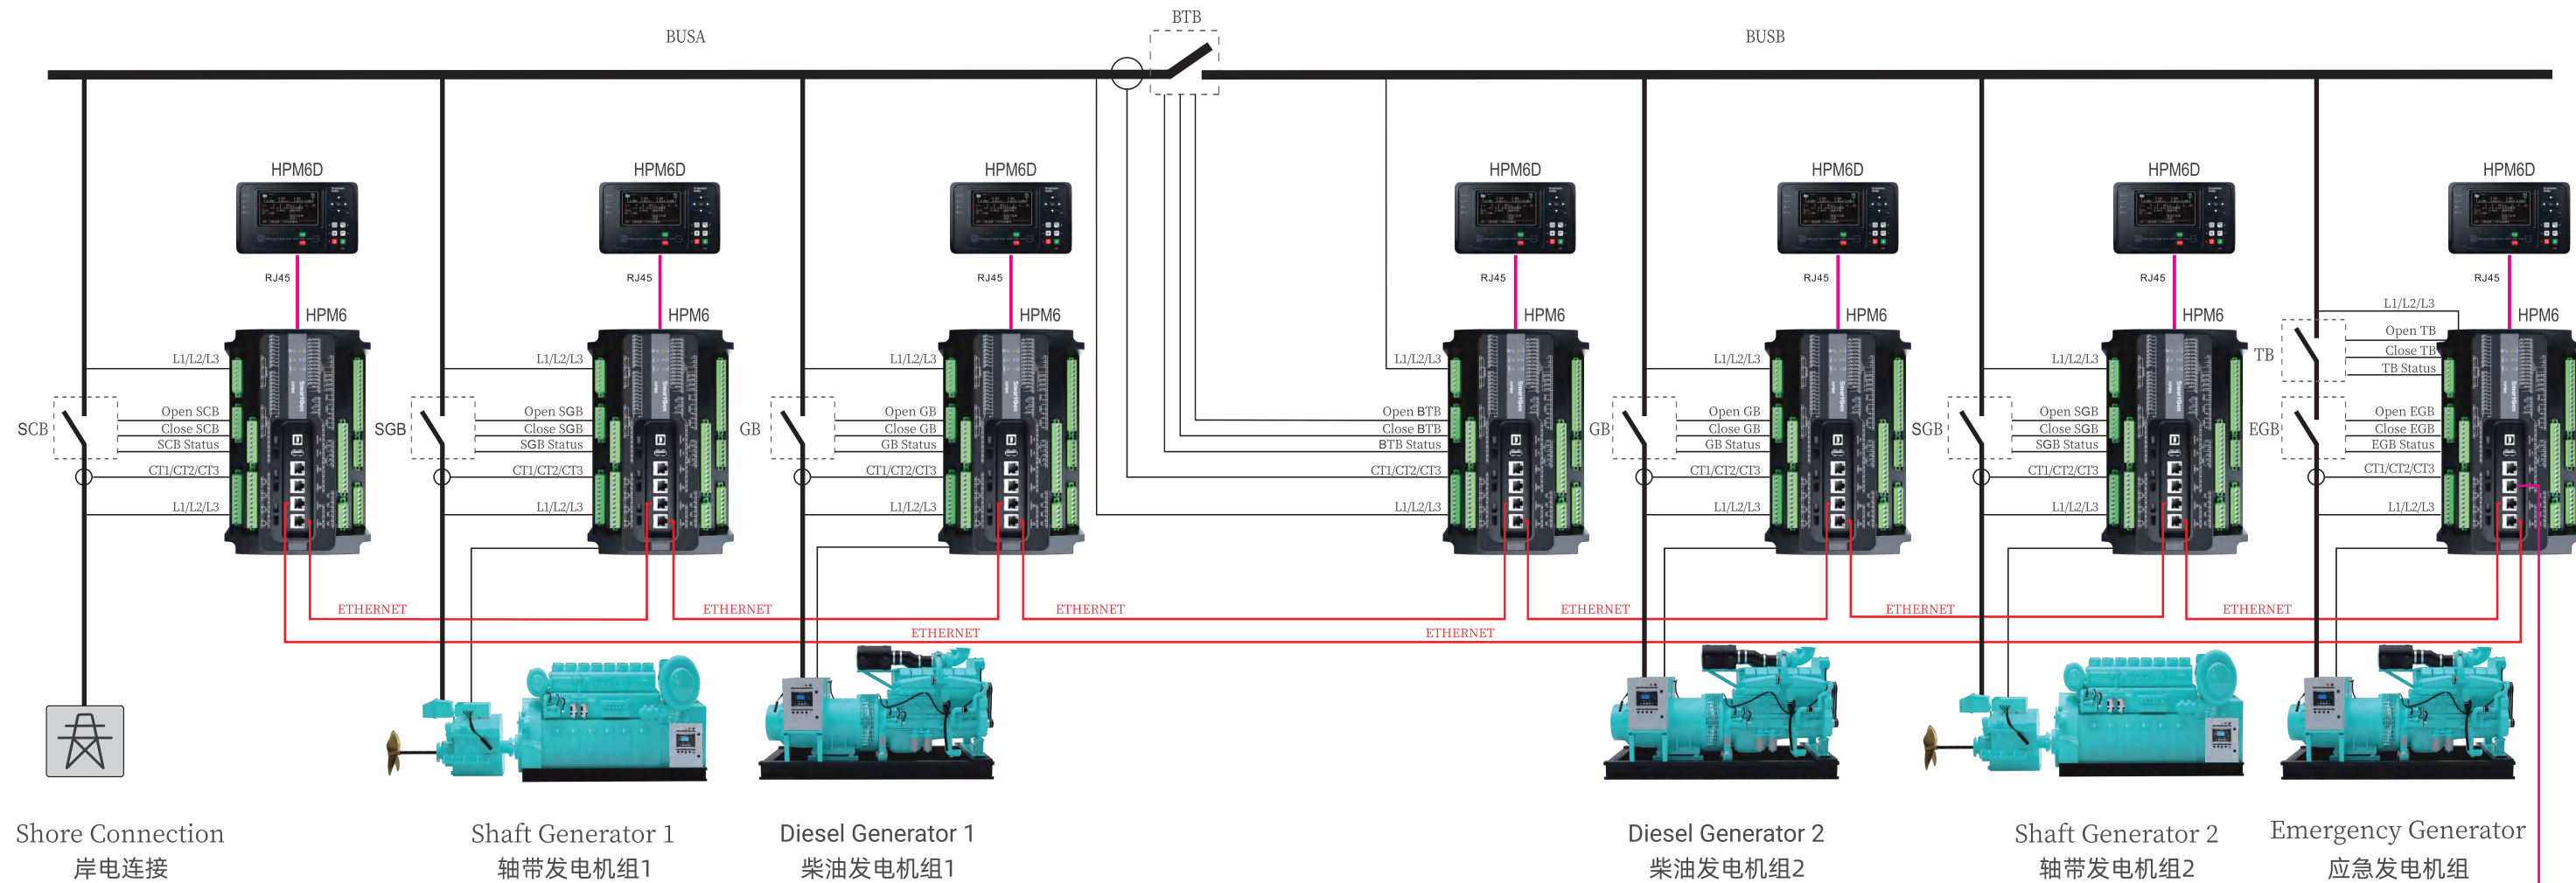 BTB
BUSA
BUSB
HPM6D
HPM6D
HPM6D
HPM6D
HPM6D
HPM6D
HPM6D
RJ45
RJ45
RJ45
RJ45
RJ45
RJ45
RJ45
HPM6
HPM6
HPM6
HPM6
HPM6
HPM6
HPM6
L1/L2/L3
Open SCB
Close SCB
SCB Status
SCB
CT1/CT2/CT3
L1/L2/L3
L1/L2/L3
Open SGB
Close SGB
SGB Status
SGB
CT1/CT2/CT3
L1/L2/L3
L1/L2/L3
Open GB
Close GB
GB Status
GB
CT1/CT2/CT3
L1/L2/L3
L1/L2/L3
Open BTB
Close BTB
BTB Status
CT1/CT2/CT3
L1/L2/L3
L1/L2/L3
Open GB
Close GB
GB Status
GB
CT1/CT2/CT3
L1/L2/L3
L1/L2/L3
Open SGB
Close SGB
SGB Status
SGB
CT1/CT2/CT3
L1/L2/L3
L1/L2/L3
Open TB
Close TB
TB Status
TB
Open EGB
Close EGB
EGB Status
EGB
CT1/CT2/CT3
L1/L2/L3
SmartGen
SmartGen
SmartGen
SmartGen
SmartGen
SmartGen
SmartGen
ETHERNET
ETHERNET
ETHERNET
ETHERNET
ETHERNET
ETHERNET
ETHERNET
ETHERNET
Shore Connection
岸电连接
Shaft Generator 1
轴带发电机组1
Diesel Generator 1
柴油发电机组1
Diesel Generator 2
柴油发电机组2
Shaft Generator 2
轴带发电机组2
Emergency Generator
应急发电机组